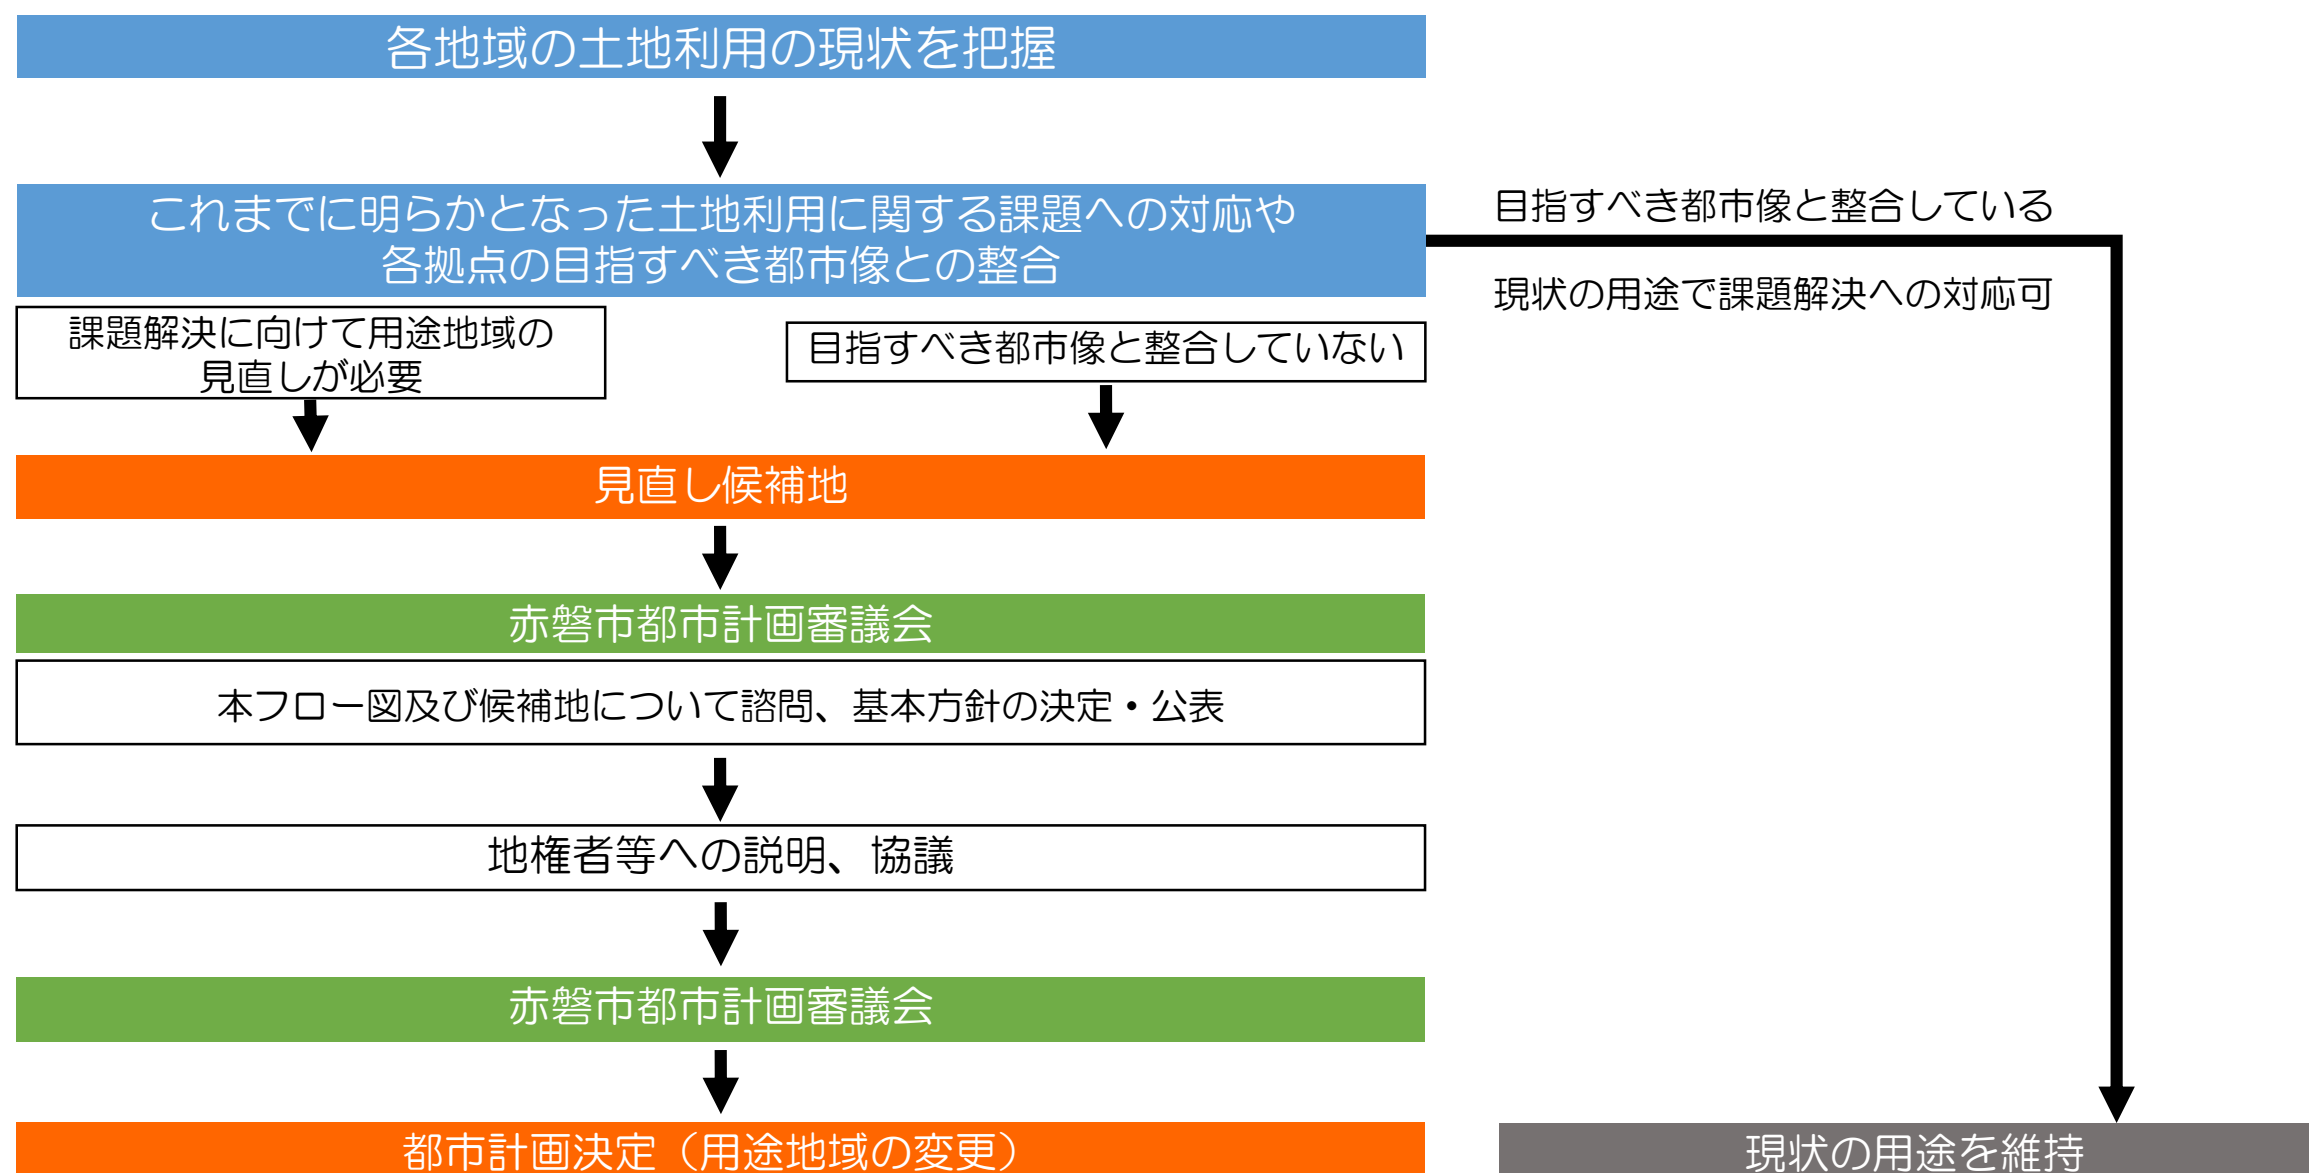 各地域の土地利用の現状を把握
これまでに明らかとなった土地利用に関する課題への対応や
各拠点の目指すべき都市像との整合
目指すべき都市像と整合している
現状の用途で課題解決への対応可
課題解決に向けて用途地域の
見直しが必要
目指すべき都市像と整合していない
見直し候補地
赤磐市都市計画審議会
本フロー図及び候補地について諮問、基本方針の決定・公表
地権者等への説明、協議
赤磐市都市計画審議会
都市計画決定（用途地域の変更）
現状の用途を維持